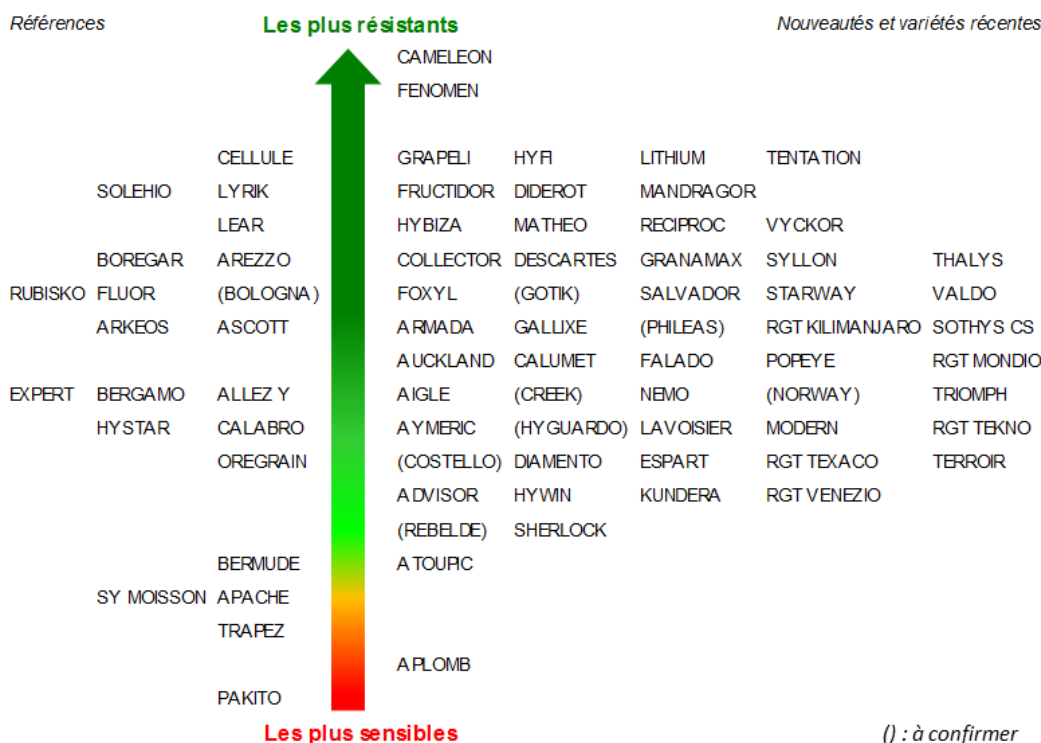 Références Les plus résistants Nouveautés et variétés récentes
CAMELEON
FENOMEN
CELLULE GRAPELI HYFI LITHIUM TENTATION
SOLEHIO LYRIK FRUCTIDOR DIDEROT MANDRAGOR
LEAR HYBIZA MATHEO RECIPROC VYCKOR
BOREGAR AREZZO COLLECTOR DESCARTES GRANAMAX SYLLON THALYS
RUBISKO FLUOR (BOLOGNA) FOXYL (GOTIK) SALVADOR STARWAY VALDO
ARKEOS ASCOTT ARMADA GALLIXE (PHILEAS) RGT KILIMANJARO SOTHYS CS
AUCKLAND CALUMET FALADO POPEYE RGT MONDIO
EXPERT BERGAMO ALLEZ Y AIGLE (CREEK) NEMO (NORWAY) TRIOMPH
HYSTAR CALABRO AYMERIC (HYGUARDO) LAVOISIER MODERN RGT TEKNO
OREGRAIN (COSTELLO) DIAMENTO ESPART RGT TEXACO TERROIR
ADVISOR HYWIN KUNDERA RGT VENEZIO
(REBELDE) SHERLOCK
BERMUDE ATOUPIC
SY MOISSON APACHE
TRAPEZ
APLOMB
PAKITO
Les plus sensibles () : à confirmer